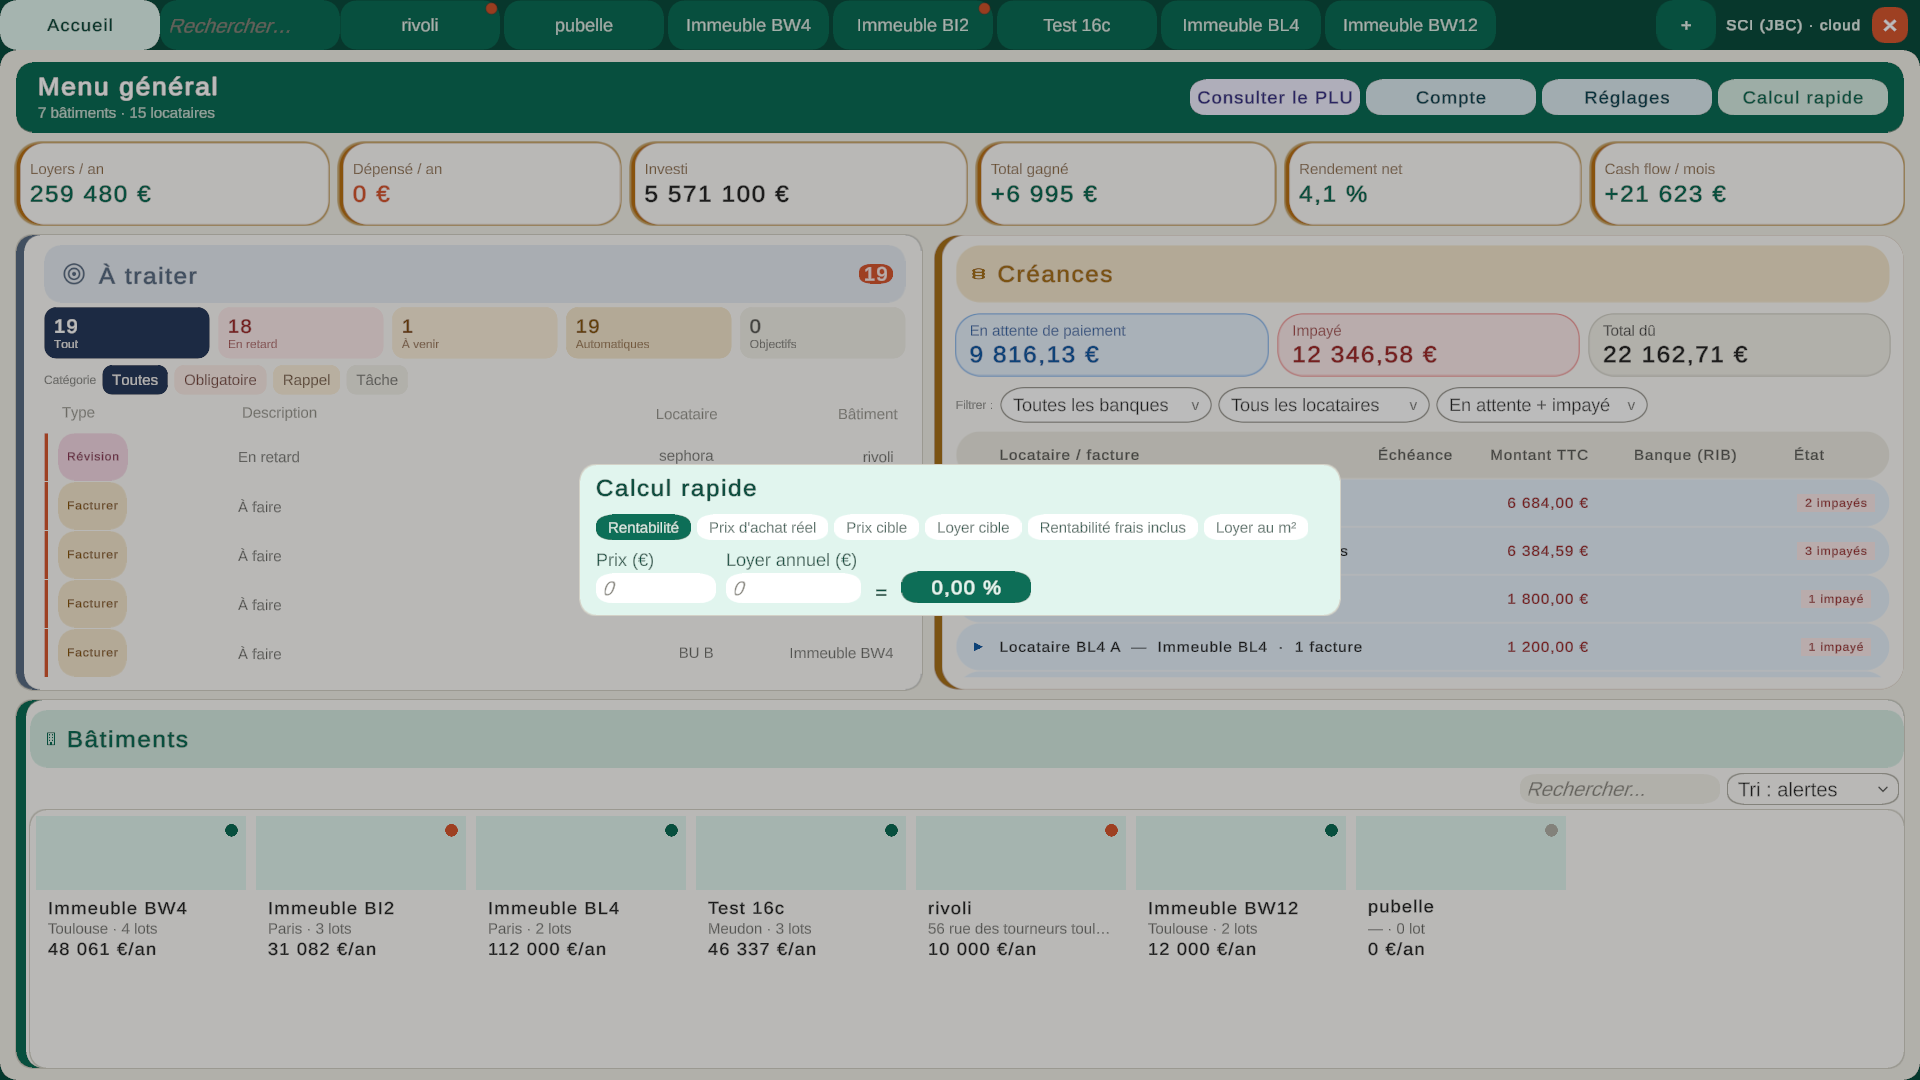 Accueil
Rechercher...
rivoli
pubelle
Immeuble BW4
Immeuble BI2
Test 16c
Immeuble BL4
Immeuble BW12
+
SCI (JBC) · cloud
×
Menu général
7 bâtiments · 15 locataires
Consulter le PLU
Compte
Réglages
Calcul rapide
Loyers / an
259 480 €
Dépensé / an
0 €
Investi
5 571 100 €
Total gagné
+6 995 €
Rendement net
4,1 %
Cash flow / mois
+21 623 €
À traiter
19
19
Tout
18
En retard
1
À venir
19
Automatiques
0
Objectifs
Catégorie
Toutes
Obligatoire
Rappel
Tâche
Type
Description
Locataire
Bâtiment
Révision
En retard
sephora
rivoli
Facturer
À faire
Facturer
À faire
Facturer
À faire
Facturer
À faire
BU B
Immeuble BW4
Créances
En attente de paiement
9 816,13 €
Impayé
12 346,58 €
Total dû
22 162,71 €
Filtrer :
Toutes les banques v
Tous les locataires v
En attente + impayé v
Locataire / facture
Échéance
Montant TTC
Banque (RIB)
État
6 684,00 €
2 impayés
s
6 384,59 €
3 impayés
1 800,00 €
1 impayé
▶ Locataire BL4 A — Immeuble BL4 · 1 facture
1 200,00 €
1 impayé
Calcul rapide
Rentabilité
Prix d'achat réel
Prix cible
Loyer cible
Rentabilité frais inclus
Loyer au m²
Prix (€)
Loyer annuel (€)
0
0
=
0,00 %
Bâtiments
Rechercher...
Tri : alertes
Immeuble BW4
Toulouse · 4 lots
48 061 €/an
Immeuble BI2
Paris · 3 lots
31 082 €/an
Immeuble BL4
Paris · 2 lots
112 000 €/an
Test 16c
Meudon · 3 lots
46 337 €/an
rivoli
56 rue des tourneurs toul...
10 000 €/an
Immeuble BW12
Toulouse · 2 lots
12 000 €/an
pubelle
— · 0 lot
0 €/an